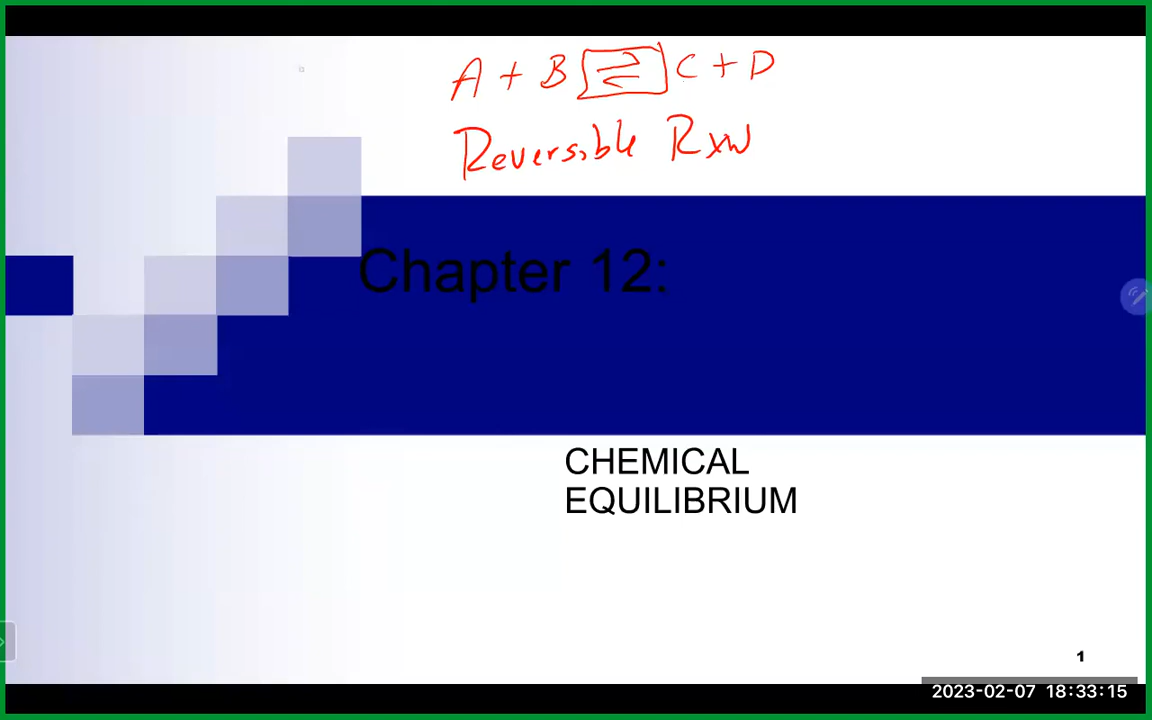 A + B ⇄ C + D
Reversible Rxn
Chapter 12:
CHEMICAL
EQUILIBRIUM
1
2023-02-07 18:33:15